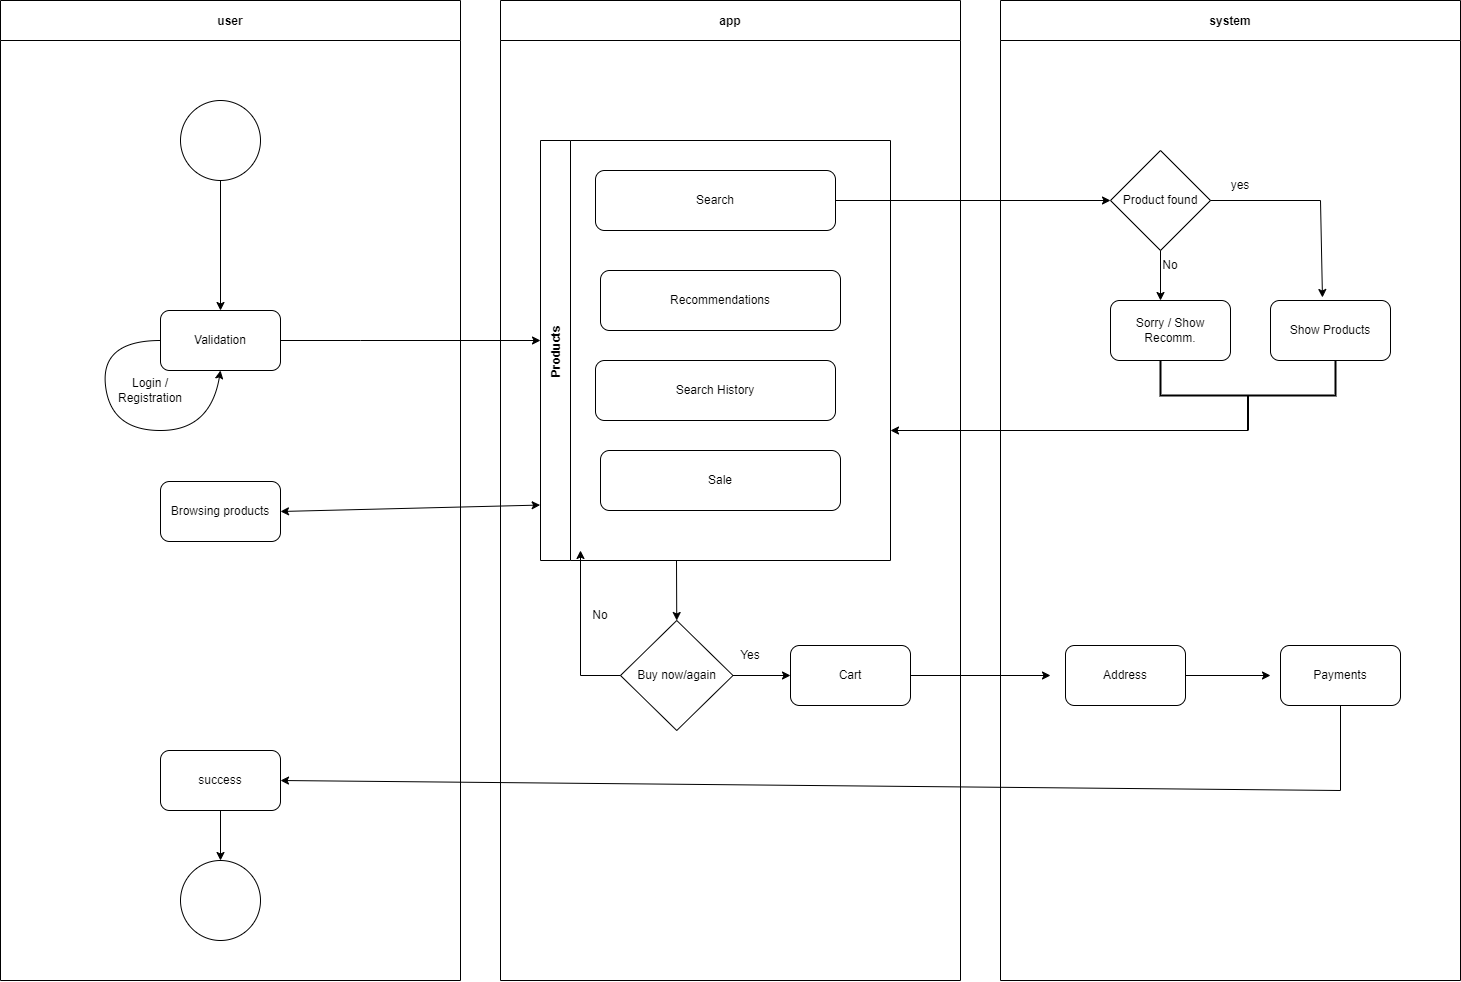 user
app
system
Search
Product found
yes
No
Recommendations
Sorry / Show
Recomm.
Show Products
Products
Validation
Login /
Registration
Search History
Sale
Browsing products
No
Buy now/again
Yes
Cart
Address
Payments
success